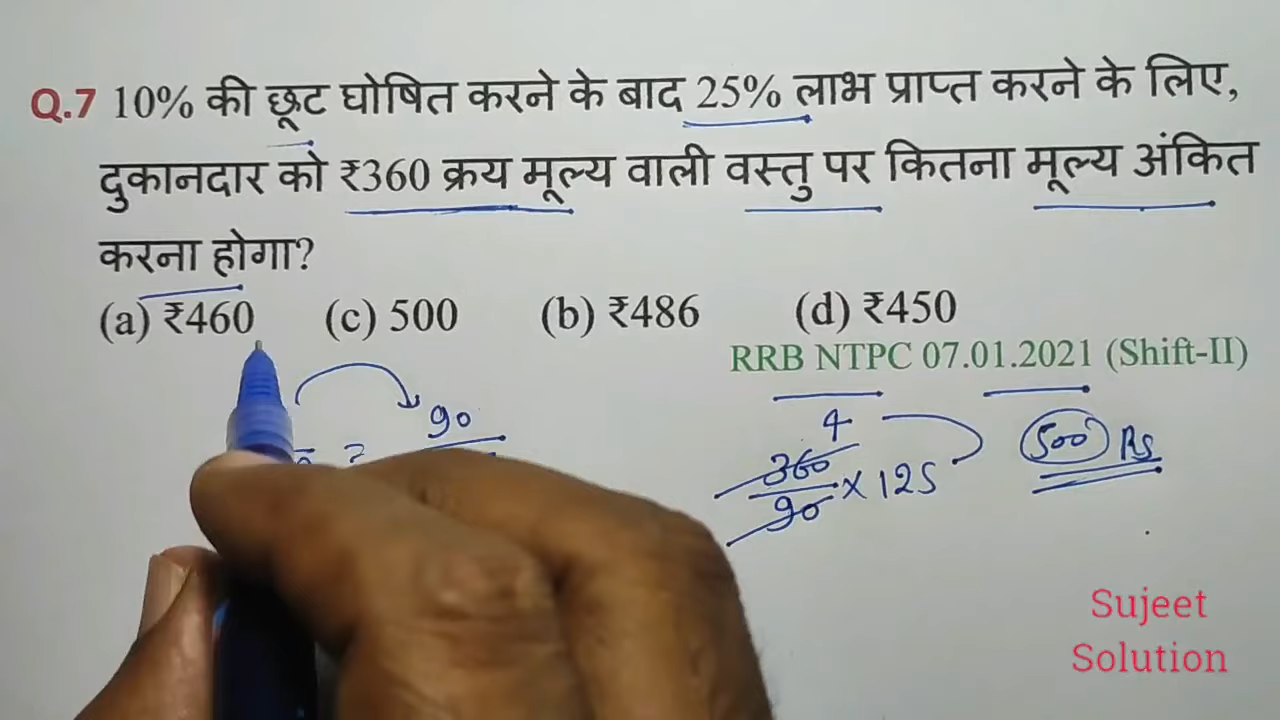 Q.7 10% की छूट घोषित करने के बाद 25% लाभ प्राप्त करने के लिए,
दुकानदार को ₹360 क्रय मूल्य वाली वस्तु पर कितना मूल्य अंकित
करना होगा?
(a) ₹460 (c) 500 (b) ₹486 (d) ₹450
RRB NTPC 07.01.2021 (Shift-II)
90
=
4
360
90 × 125
500 Rs
Sujeet
Solution